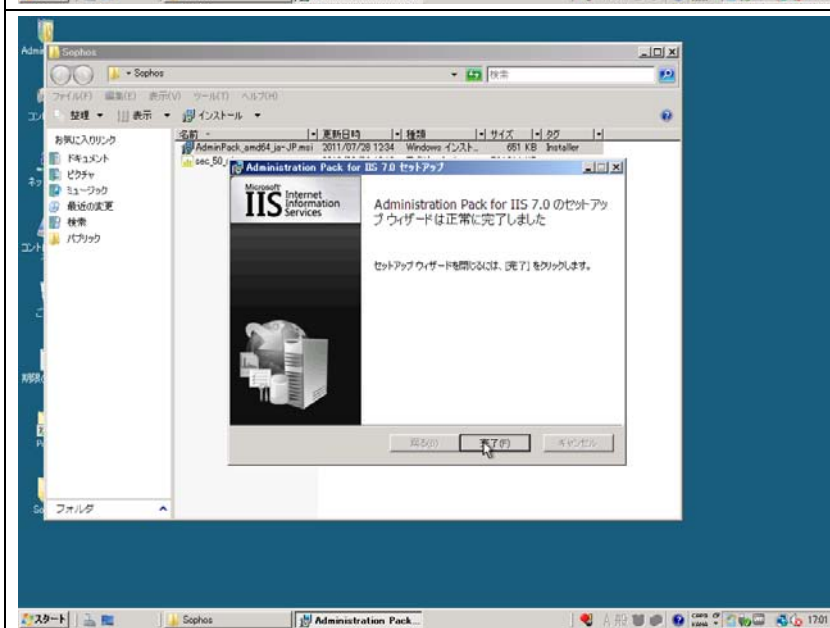 Sophos
Sophos
検索
ファイル(F) 編集(E) 表示(V) ツール(T) ヘルプ(H)
整理 表示 インストール
お気に入りリンク
ドキュメント
ピクチャ
ミュージック
最近の変更
検索
パブリック
フォルダ
名前 更新日時 種類 サイズ タグ
AdminPack_amd64_ja-JP.msi 2011/07/28 12:34 Windows インスト... 651 KB Installer
sec_50_
Administration Pack for IIS 7.0 セットアップ
Microsoft
IIS Internet Information Services
Administration Pack for IIS 7.0 のセットアッ
プ ウィザードは正常に完了しました
セットアップ ウィザードを閉じるには、[完了] をクリックします。
戻る(B) 完了(F) キャンセル
スタート Sophos Administration Pack... A 般 CAPS KANA 17:01